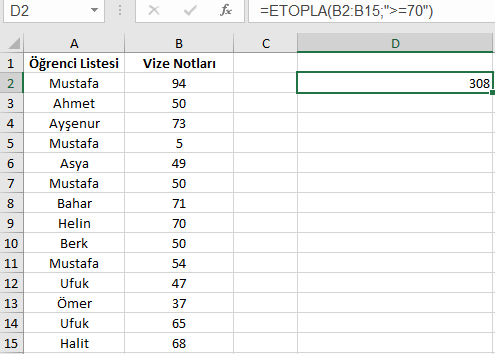 D2 fx =ETOPLA(B2:B15;">=70")
A B C D
1 Öğrenci Listesi Vize Notları
2 Mustafa 94 308
3 Ahmet 50
4 Ayşenur 73
5 Mustafa 5
6 Asya 49
7 Mustafa 50
8 Bahar 71
9 Helin 70
10 Berk 50
11 Mustafa 54
12 Ufuk 47
13 Ömer 37
14 Ufuk 65
15 Halit 68